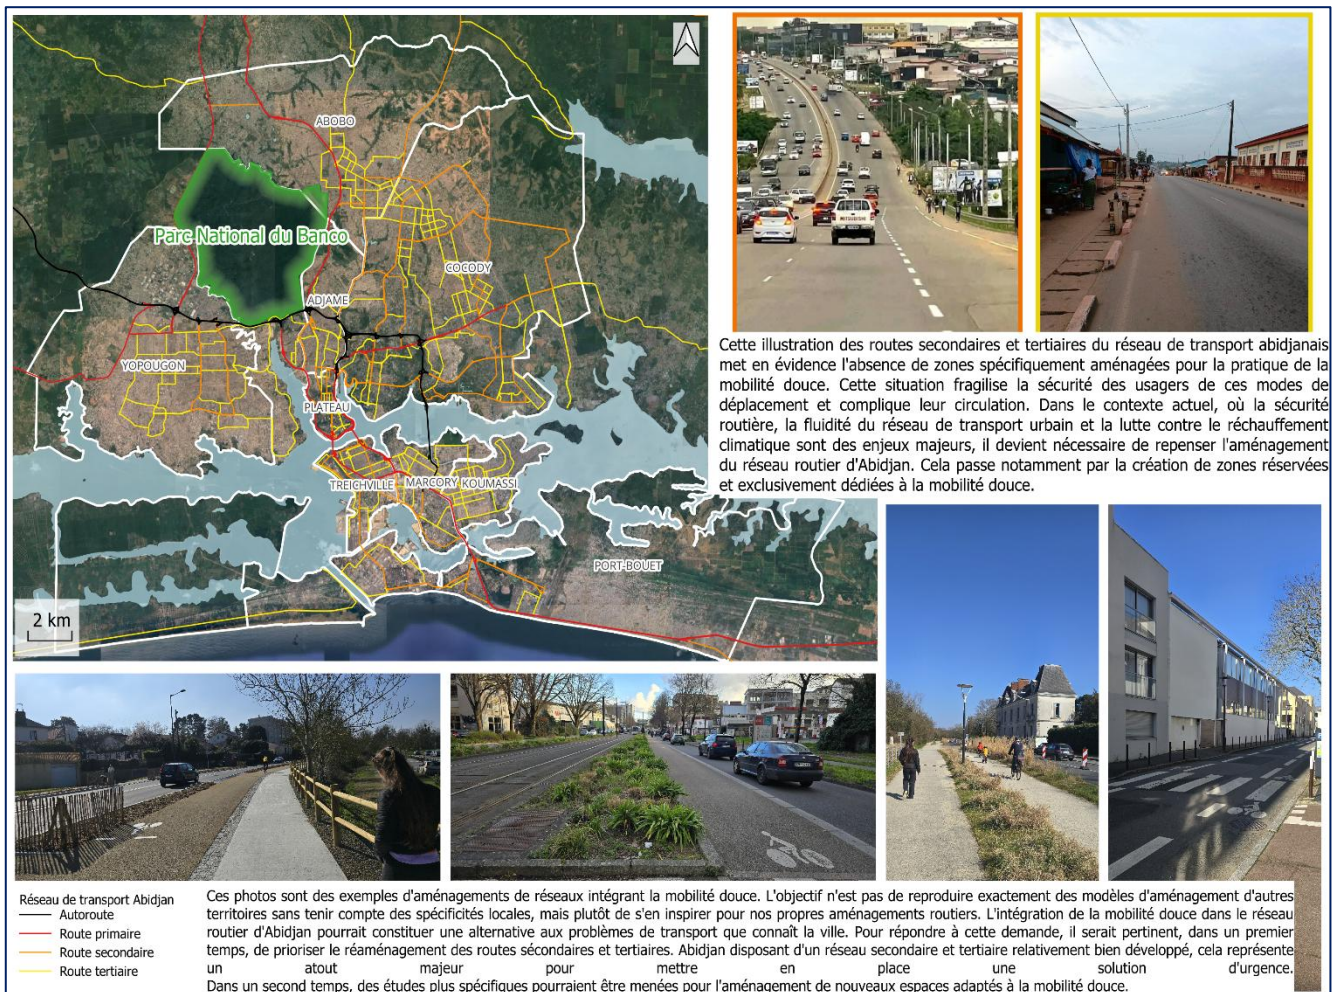 ABOBO
Parc National du Banco
COCODY
ADJAME
YOPOUGON
PLATEAU
TREICHVILLE
MARCORY
KOUMASSI
PORT-BOUET
2 km
MITSUBISHI
Cette illustration des routes secondaires et tertiaires du réseau de transport abidjanais
met en évidence l'absence de zones spécifiquement aménagées pour la pratique de la
mobilité douce. Cette situation fragilise la sécurité des usagers de ces modes de
déplacement et complique leur circulation. Dans le contexte actuel, où la sécurité
routière, la fluidité du réseau de transport urbain et la lutte contre le réchauffement
climatique sont des enjeux majeurs, il devient nécessaire de repenser l'aménagement
du réseau routier d'Abidjan. Cela passe notamment par la création de zones réservées
et exclusivement dédiées à la mobilité douce.
Réseau de transport Abidjan
Autoroute
Route primaire
Route secondaire
Route tertiaire
Ces photos sont des exemples d'aménagements de réseaux intégrant la mobilité douce. L'objectif n'est pas de reproduire exactement des modèles d'aménagement d'autres
territoires sans tenir compte des spécificités locales, mais plutôt de s'en inspirer pour nos propres aménagements routiers. L'intégration de la mobilité douce dans le réseau
routier d'Abidjan pourrait constituer une alternative aux problèmes de transport que connaît la ville. Pour répondre à cette demande, il serait pertinent, dans un premier
temps, de prioriser le réaménagement des routes sécondaires et tertiaires. Abidjan disposant d'un réseau secondaire et tertiaire relativement bien développé, cela représente
un atout majeur pour mettre en place une solution d'urgence.
Dans un second temps, des études plus spécifiques pourraient être menées pour l'aménagement de nouveaux espaces adaptés à la mobilité douce.